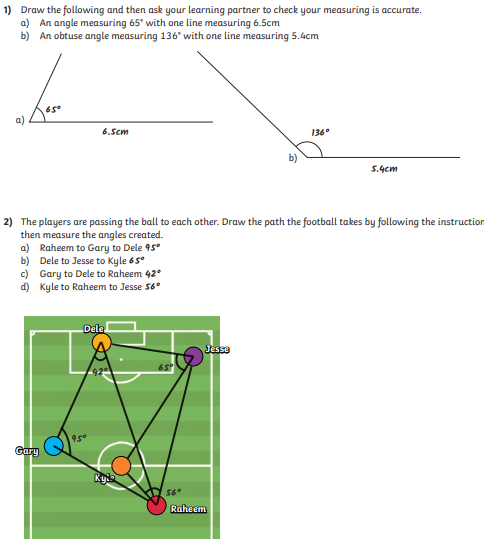 1) Draw the following and then ask your learning partner to check your measuring is accurate.
a) An angle measuring 65° with one line measuring 6.5cm
b) An obtuse angle measuring 136° with one line measuring 5.4cm
a)
65°
6.5cm
b)
136°
5.4cm
2) The players are passing the ball to each other. Draw the path the football takes by following the instruction
then measure the angles created.
a) Raheem to Gary to Dele 95°
b) Dele to Jesse to Kyle 65°
c) Gary to Dele to Raheem 42°
d) Kyle to Raheem to Jesse 56°
Dele
Jesse
42°
65°
95°
Gary
Kyle
56°
Raheem